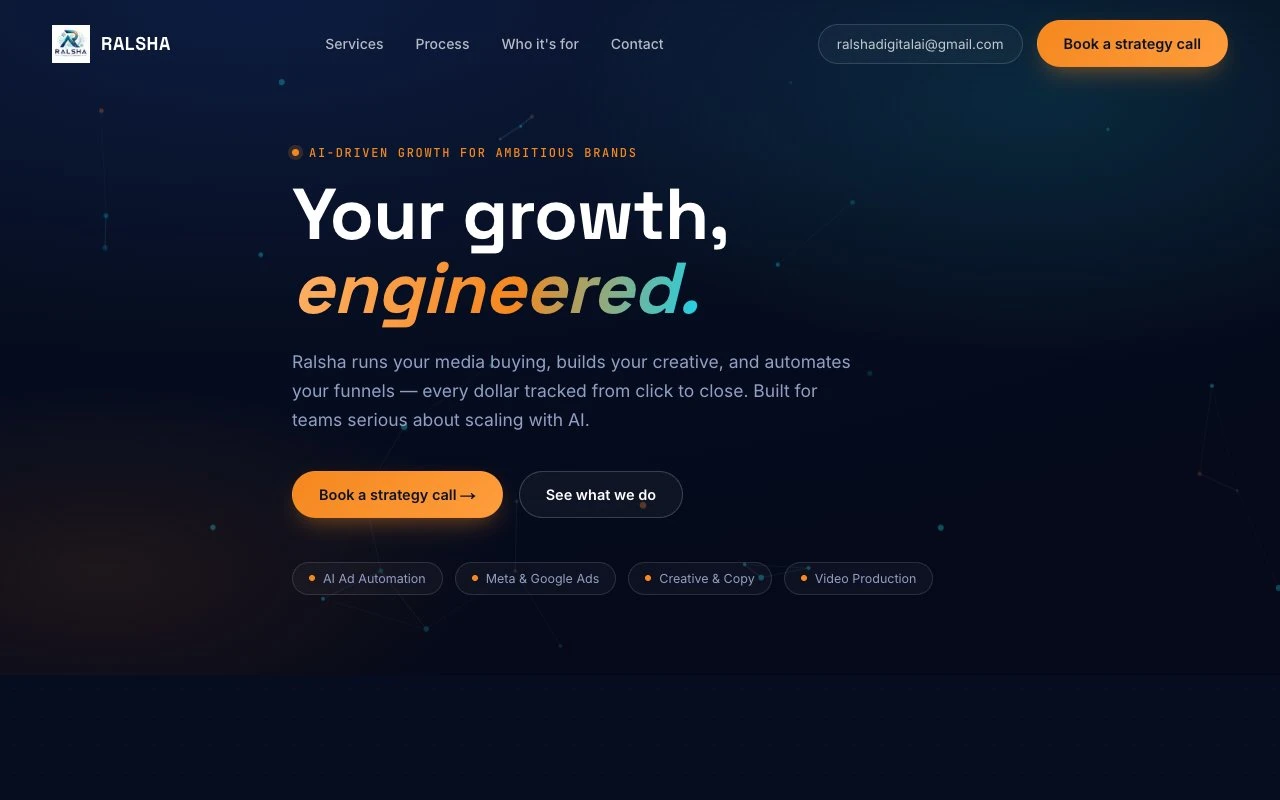 RALSHA
RALSHA
Services
Process
Who it's for
Contact
ralshadigitalai@gmail.com
Book a strategy call
AI-DRIVEN GROWTH FOR AMBITIOUS BRANDS
Your growth,
engineered.
Ralsha runs your media buying, builds your creative, and automates
your funnels — every dollar tracked from click to close. Built for
teams serious about scaling with AI.
Book a strategy call →
See what we do
AI Ad Automation
Meta & Google Ads
Creative & Copy
Video Production